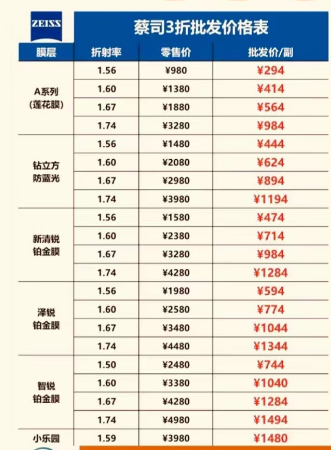 ZEISS
蔡司3折批发价格表
膜层 折射率 零售价 批发价/副
A系列
(莲花膜)
1.56 ¥980 ¥294
1.60 ¥1380 ¥414
1.67 ¥1880 ¥564
1.74 ¥3280 ¥984
钻立方
防蓝光
1.56 ¥1480 ¥444
1.60 ¥2080 ¥624
1.67 ¥2980 ¥894
1.74 ¥3980 ¥1194
新清锐
铂金膜
1.56 ¥1580 ¥474
1.60 ¥2380 ¥714
1.67 ¥3280 ¥984
1.74 ¥4280 ¥1284
泽锐
铂金膜
1.56 ¥1980 ¥594
1.60 ¥2580 ¥774
1.67 ¥3480 ¥1044
1.74 ¥4480 ¥1344
智锐
铂金膜
1.50 ¥2480 ¥744
1.60 ¥3380 ¥1040
1.67 ¥4280 ¥1284
1.74 ¥4980 ¥1494
小乐园 1.59 ¥3980 ¥1480